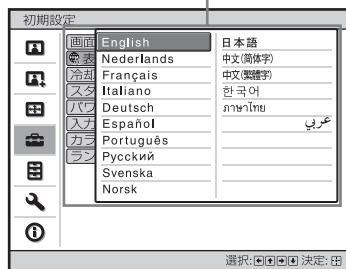 初期設定
画面
表
冷却
スタ
パワ
入力
カラ
ラン
English
Nederlands
Français
Italiano
Deutsch
Español
Português
Русский
Svenska
Norsk
日本語
中文(简体字)
中文(繁體字)
한국어
ภาษาไทย
عربي
選択: 決定: